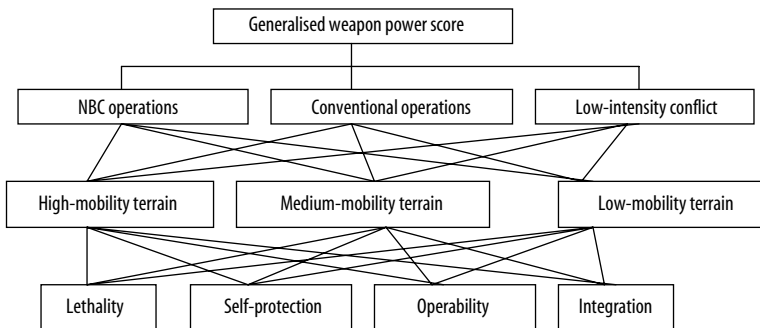 Generalised weapon power score
NBC operations
Conventional operations
Low-intensity conflict
High-mobility terrain
Medium-mobility terrain
Low-mobility terrain
Lethality
Self-protection
Operability
Integration